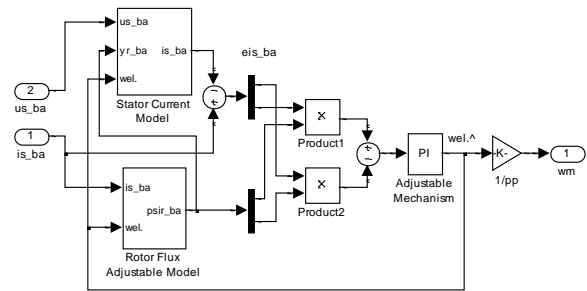 us_ba
yr_ba
wel.
is_ba
Stator Current
Model
2
us_ba
1
is_ba
is_ba
wel.
psir_ba
Rotor Flux
Adjustable Model
eis_ba
×
Product1
×
Product2
PI
Adjustable
Mechanism
wel.^
-K-
1/pp
1
wm